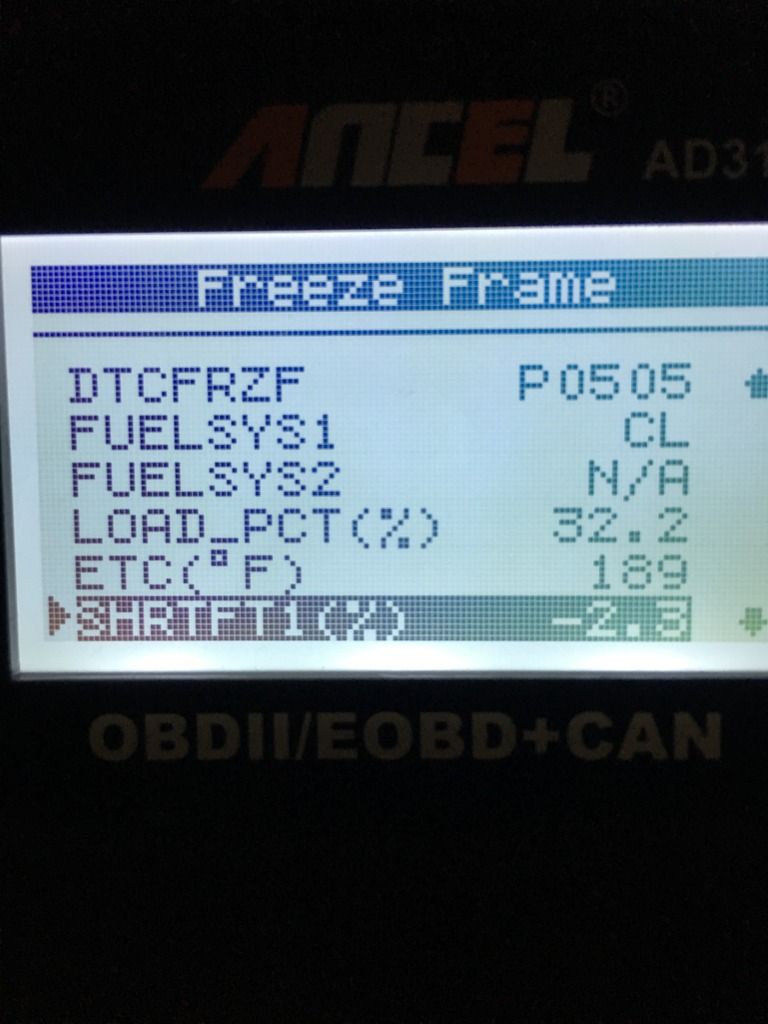 ANCEL®
AD31
Freeze Frame
DTCFRZF P0505
FUELSYS1 CL
FUELSYS2 N/A
LOAD_PCT(%) 32.2
ETC(°F) 189
SHRTFT1(%) -2.3
OBDII/EOBD+CAN